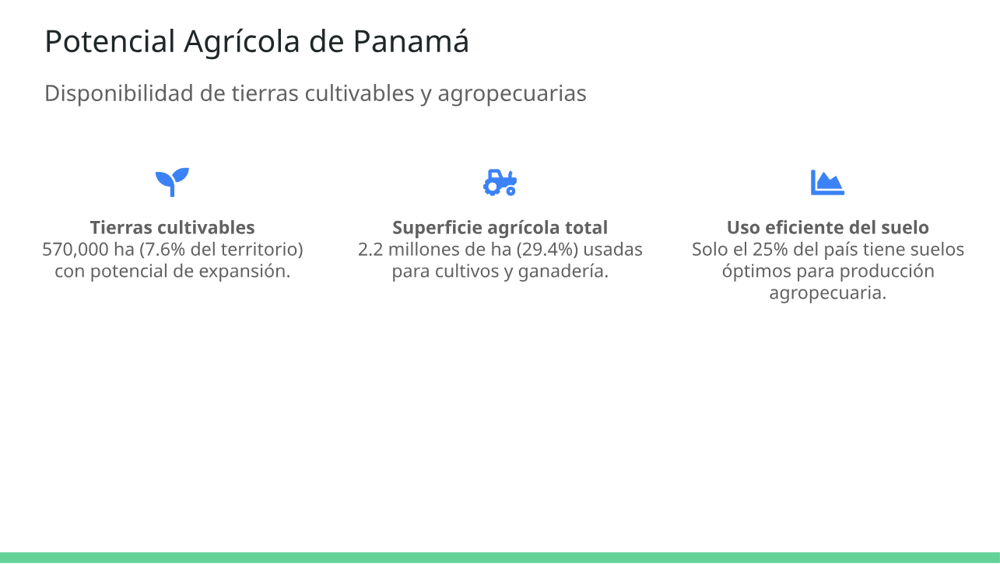 Potencial Agrícola de Panamá
Disponibilidad de tierras cultivables y agropecuarias
Tierras cultivables
570,000 ha (7.6% del territorio)
con potencial de expansión.
Superficie agrícola total
2.2 millones de ha (29.4%) usadas
para cultivos y ganadería.
Uso eficiente del suelo
Solo el 25% del país tiene suelos
óptimos para producción
agropecuaria.